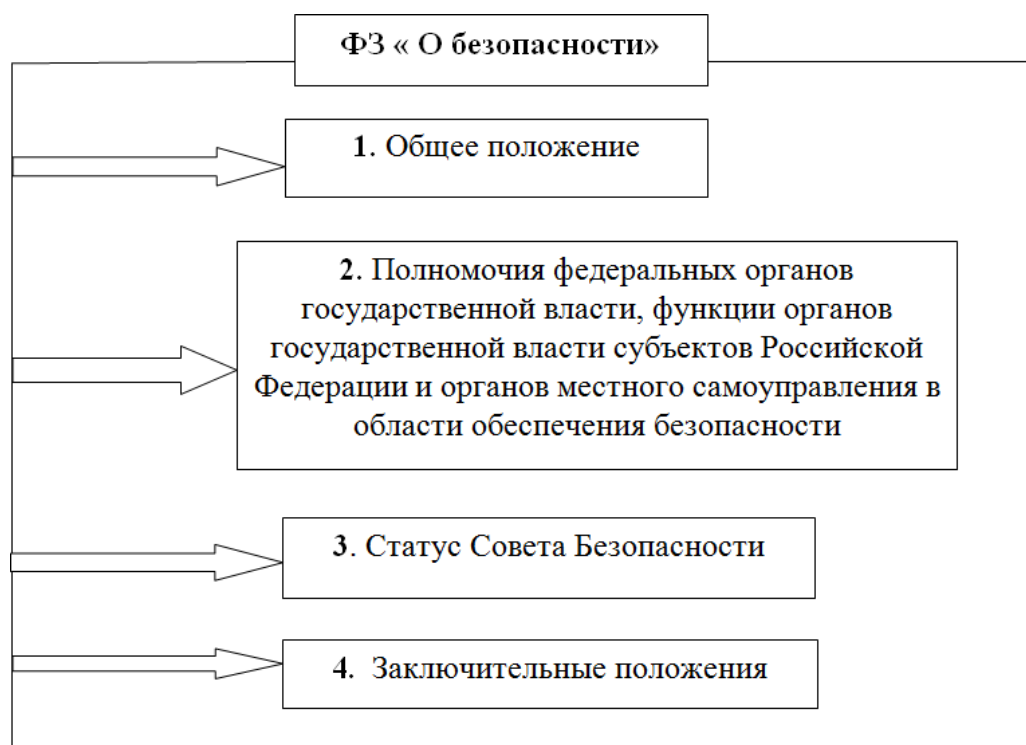 ФЗ « О безопасности»
1. Общее положение
2. Полномочия федеральных органов
государственной власти, функции органов
государственной власти субъектов Российской
Федерации и органов местного самоуправления в
области обеспечения безопасности
3. Статус Совета Безопасности
4. Заключительные положения